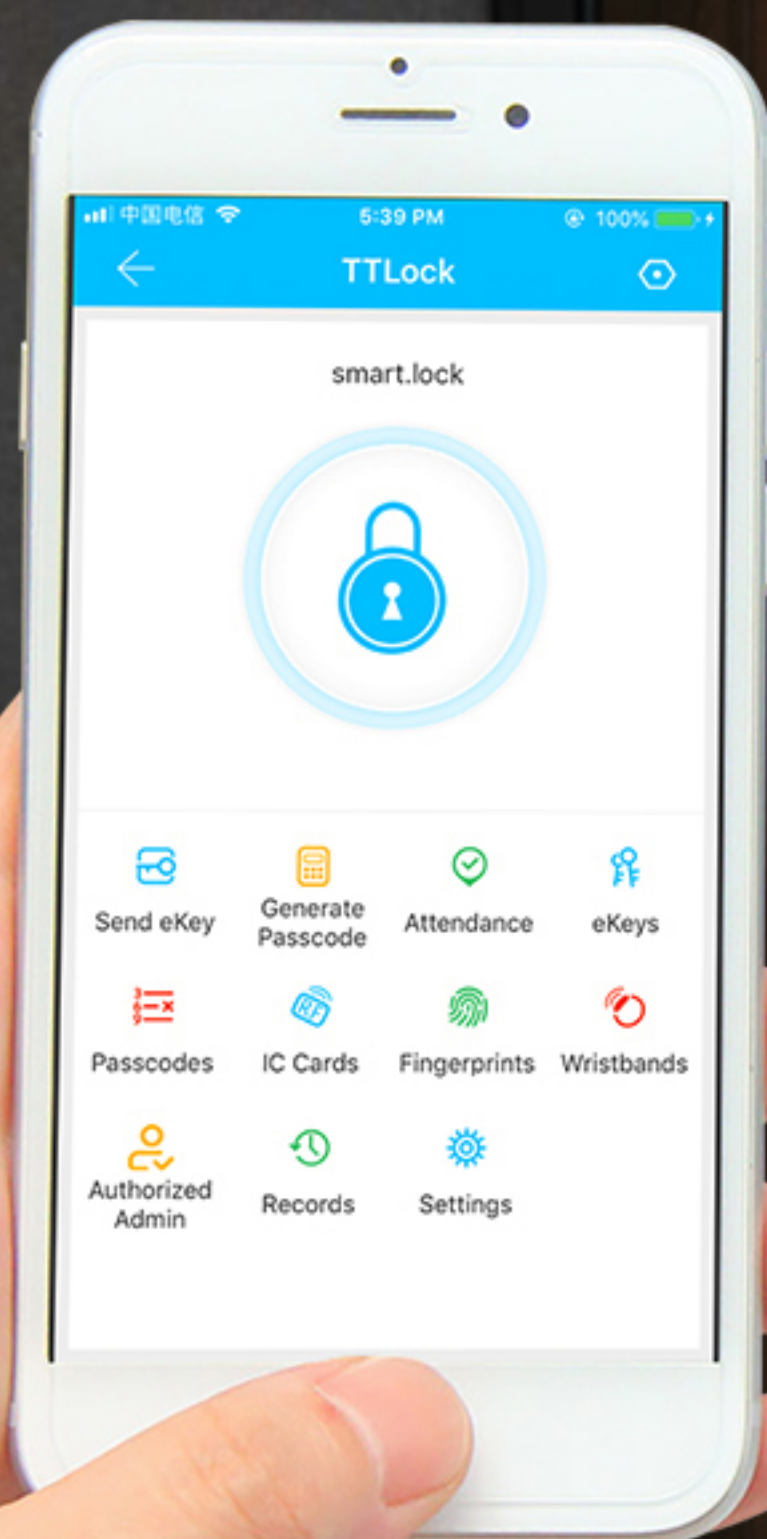 中国电信 5:39 PM 100%
TTLock
smart.lock
Send eKey Generate Passcode Attendance eKeys
RF
Passcodes IC Cards Fingerprints Wristbands
Authorized Admin Records Settings